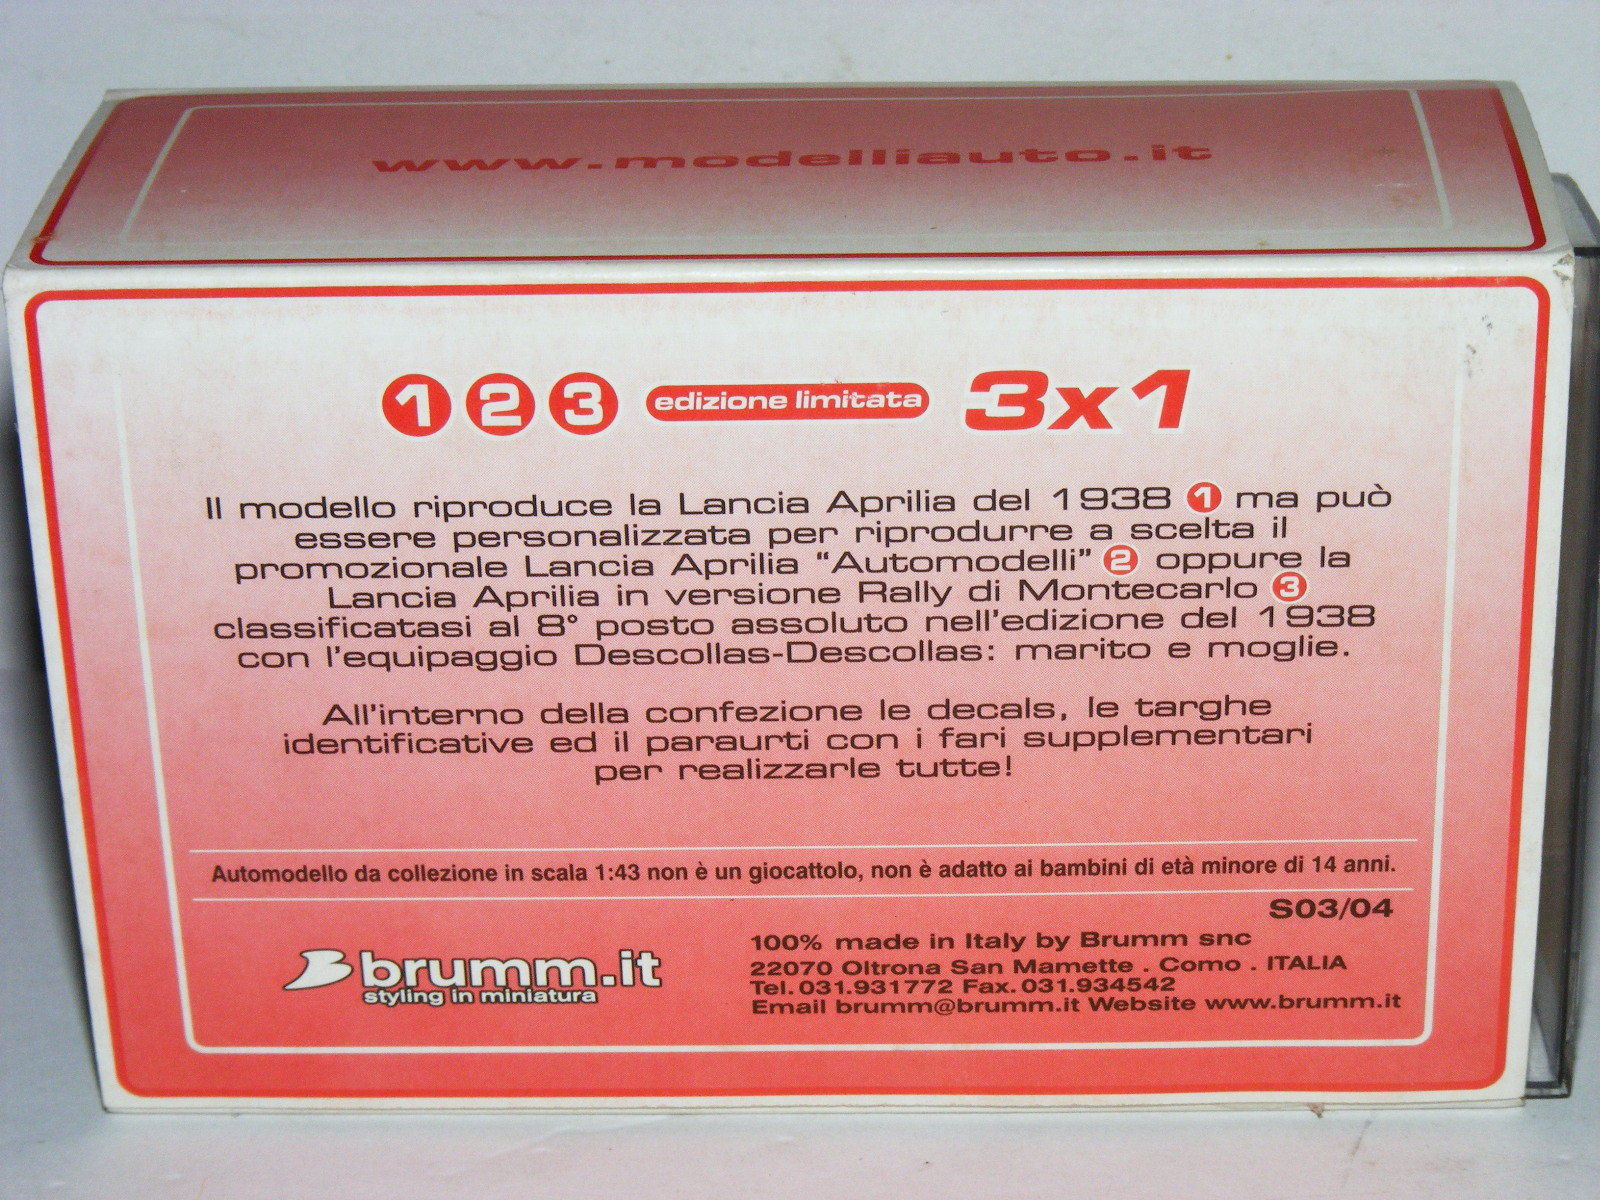 www.modelliauto.it
1 2 3 edizione limitata 3x1
Il modello riproduce la Lancia Aprilia del 1938 1 ma può
essere personalizzata per riprodurre a scelta il
promozionale Lancia Aprilia "Automodelli" 2 oppure la
Lancia Aprilia in versione Rally di Montecarlo 3
classificatasi al 8° posto assoluto nell'edizione del 1938
con l'equipaggio Descollas-Descollas: marito e moglie.
All'interno della confezione le decals, le targhe
identificative ed il paraurti con i fari supplementari
per realizzarle tutte!
Automodello da collezione in scala 1:43 non è un giocattolo, non è adatto ai bambini di età minore di 14 anni.
S03/04
brumm.it
styling in miniatura
100% made in Italy by Brumm snc
22070 Oltrona San Mamette . Como . ITALIA
Tel. 031.931772 Fax. 031.934542
Email brumm@brumm.it Website www.brumm.it